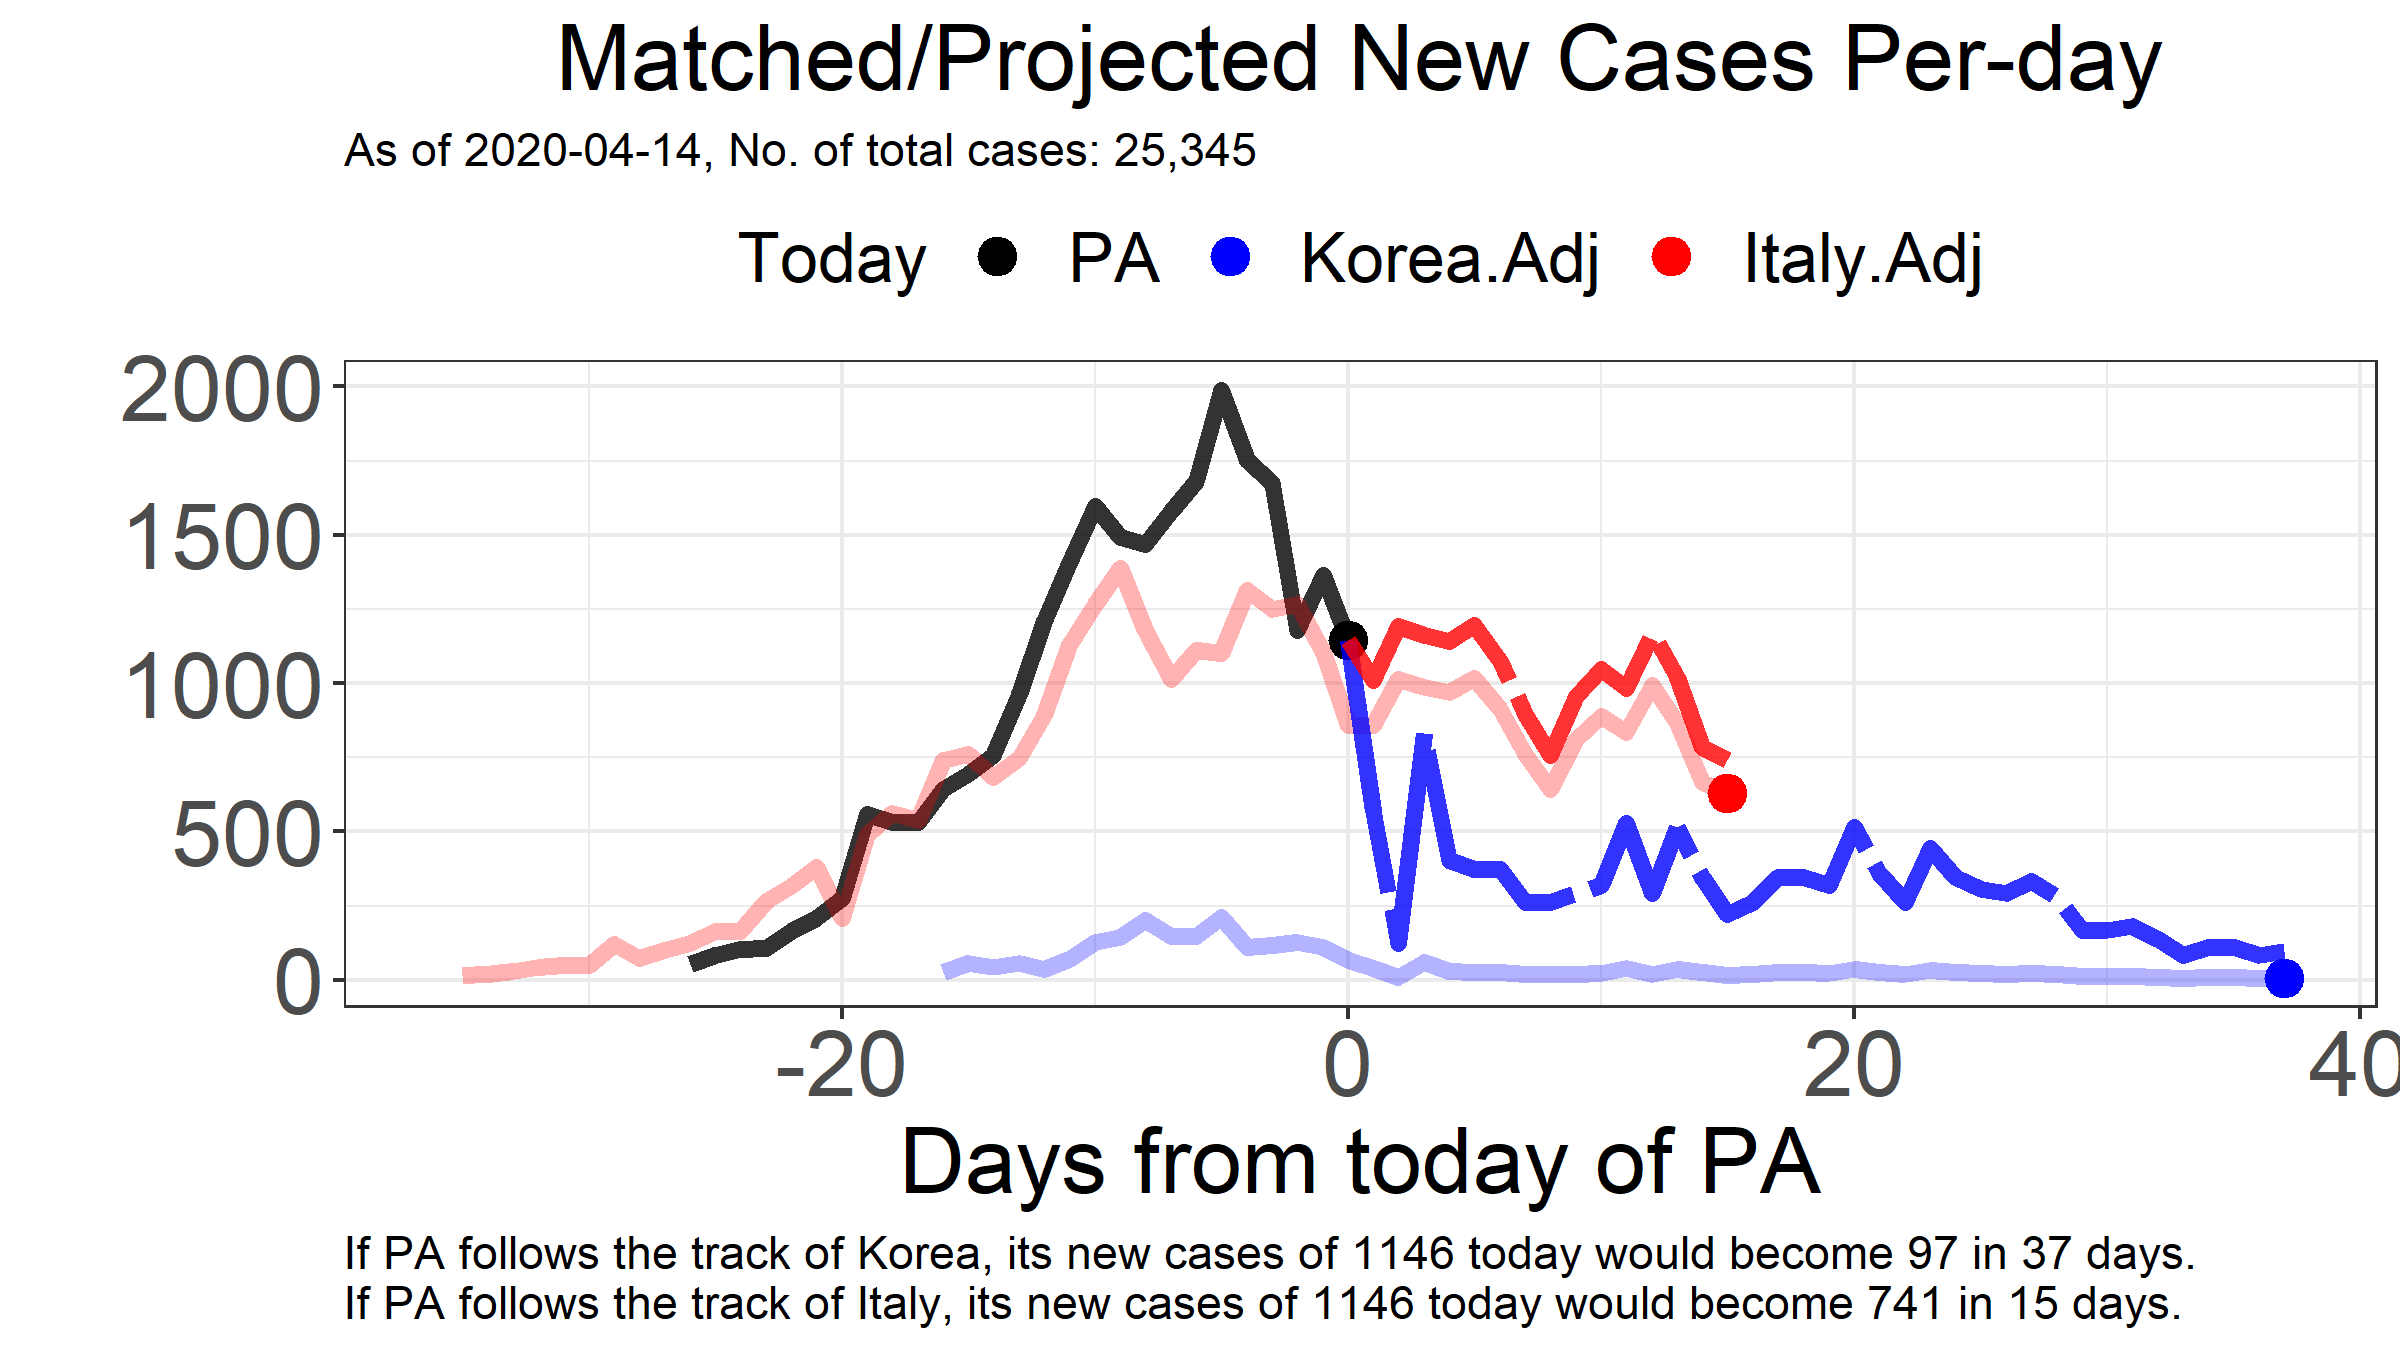 Matched/Projected New Cases Per-day
As of 2020-04-14, No. of total cases: 25,345
Today PA Korea.Adj Italy.Adj
2000
1500
1000
500
0
-20 0 20 40
Days from today of PA
If PA follows the track of Korea, its new cases of 1146 today would become 97 in 37 days.
If PA follows the track of Italy, its new cases of 1146 today would become 741 in 15 days.